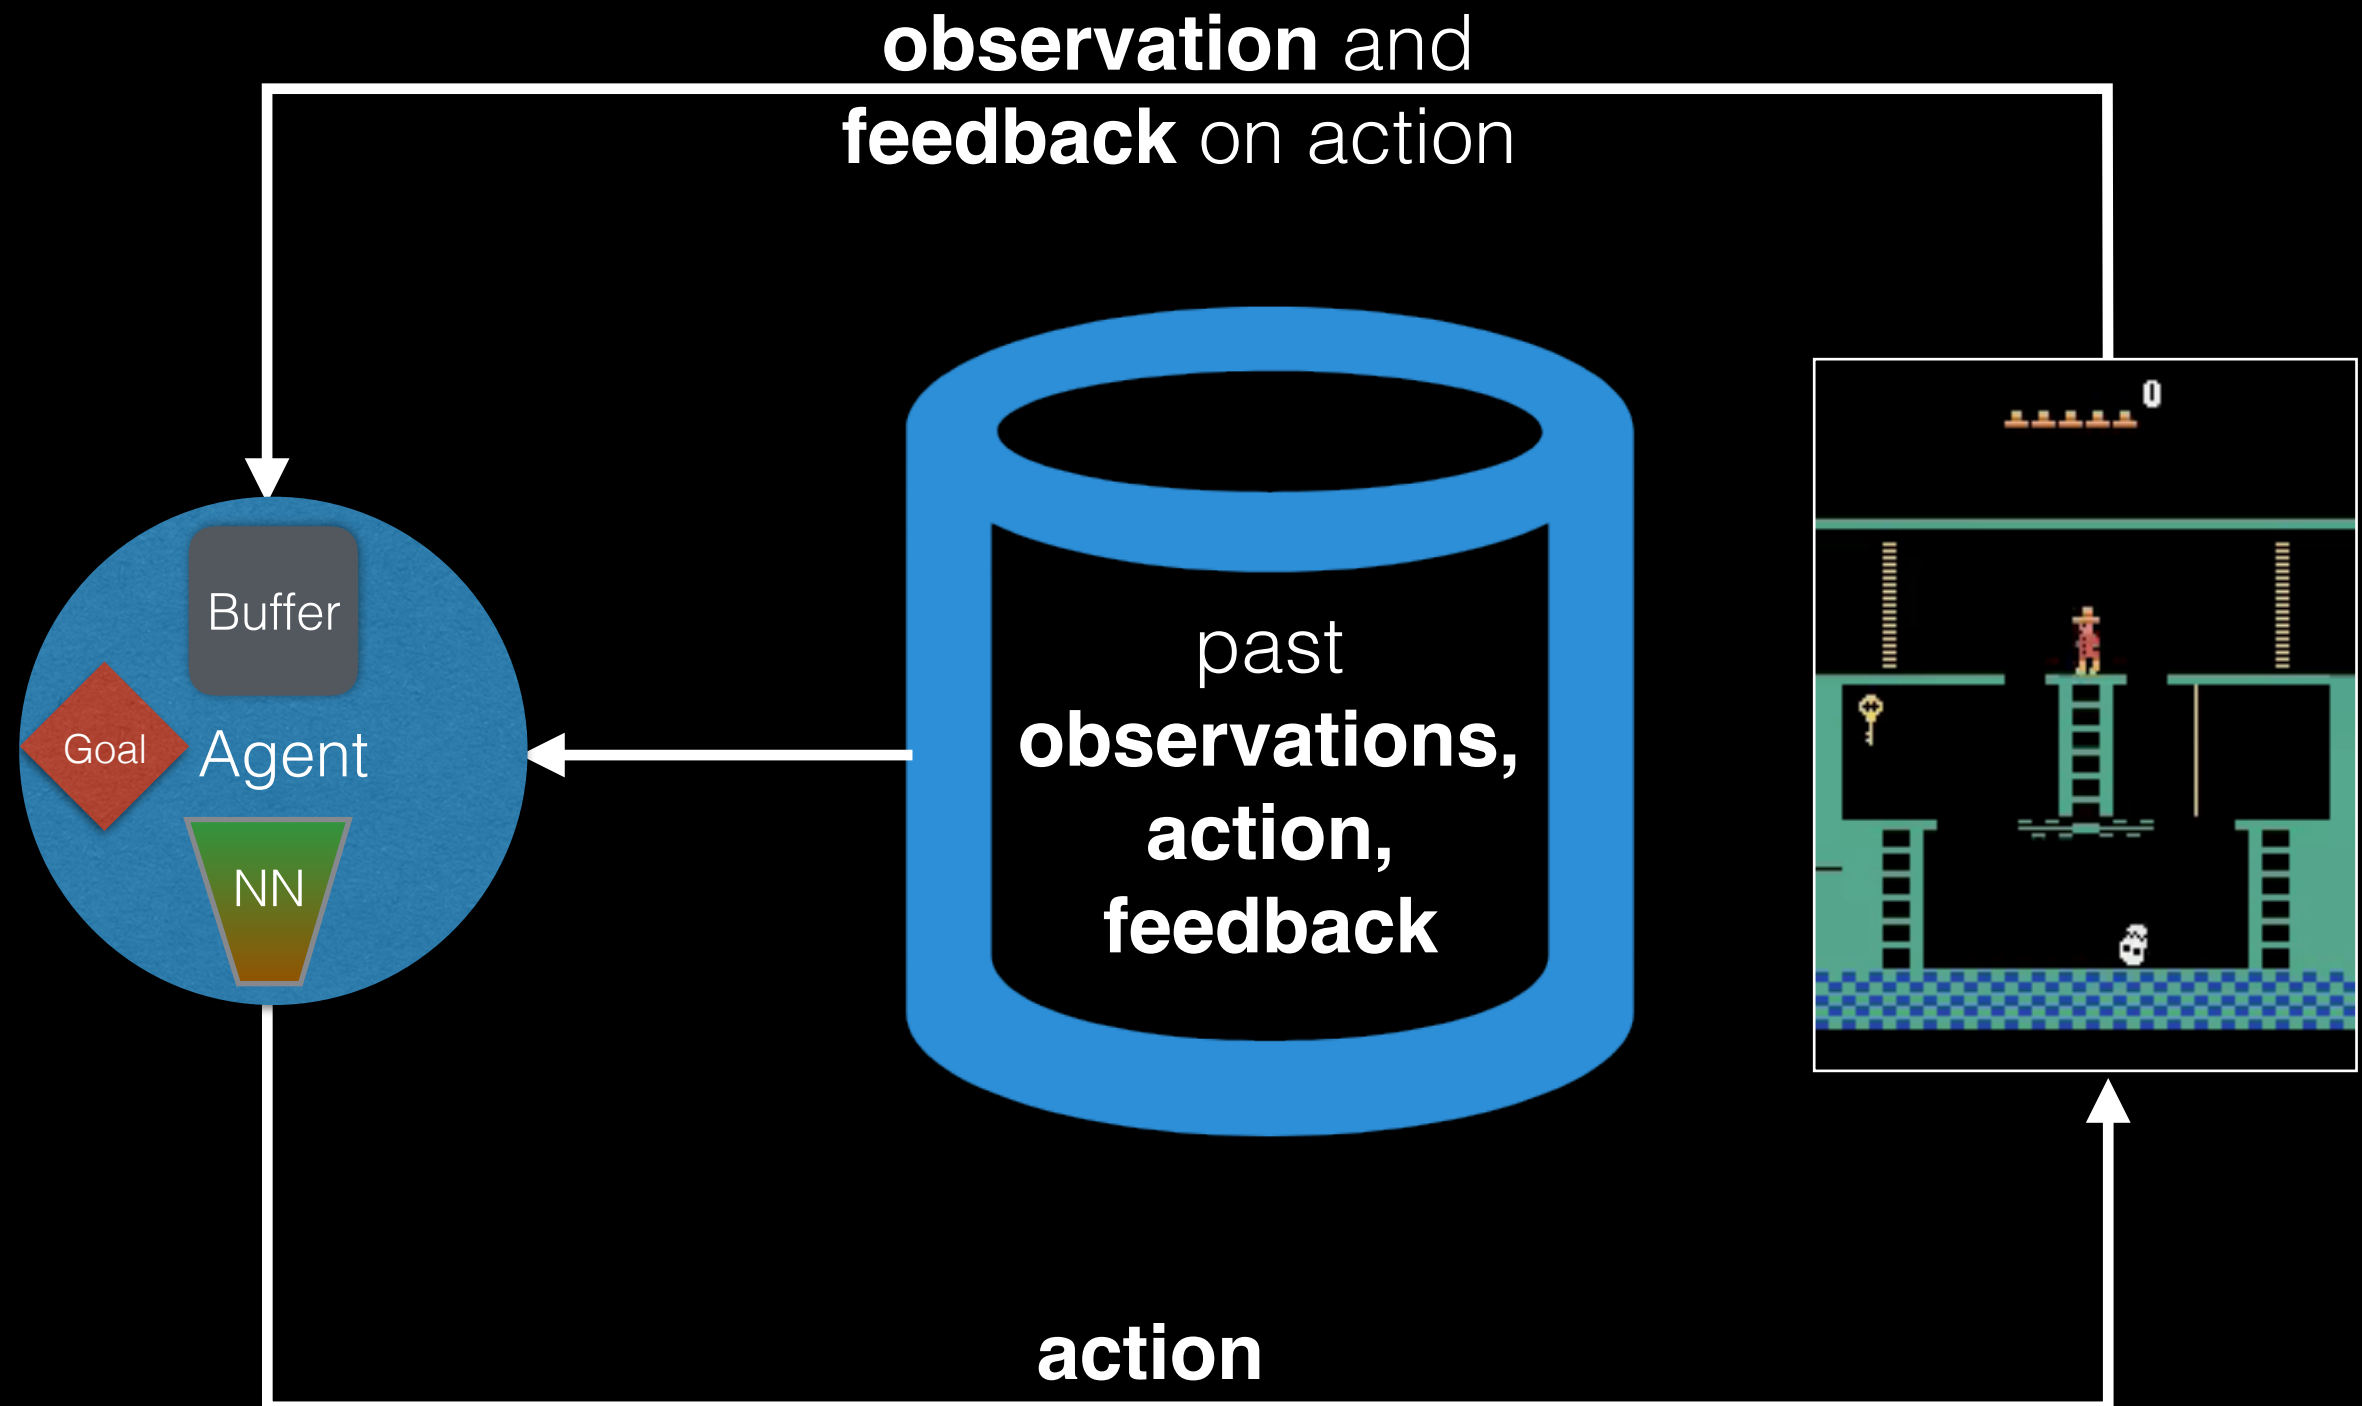 observation and
feedback on action
0
Buffer
Goal
Agent
NN
past
observations,
action,
feedback
action